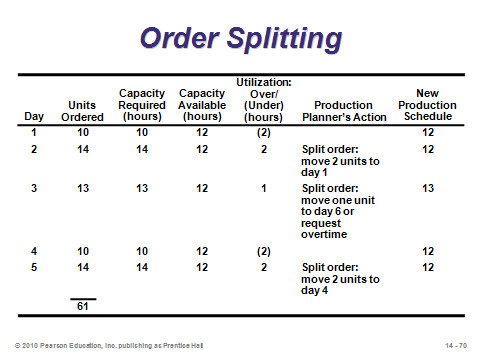 Order Splitting
Day Units Ordered Capacity Required (hours) Capacity Available (hours) Utilization: Over/ (Under) (hours) Production Planner's Action New Production Schedule
1 10 10 12 (2) 12
2 14 14 12 2 Split order: 12
move 2 units to
day 1
3 13 13 12 1 Split order: 13
move one unit
to day 6 or
request
overtime
4 10 10 12 (2) 12
5 14 14 12 2 Split order: 12
move 2 units to
day 4
61
© 2010 Pearson Education, Inc. publishing as Prentice Hall 14 - 70